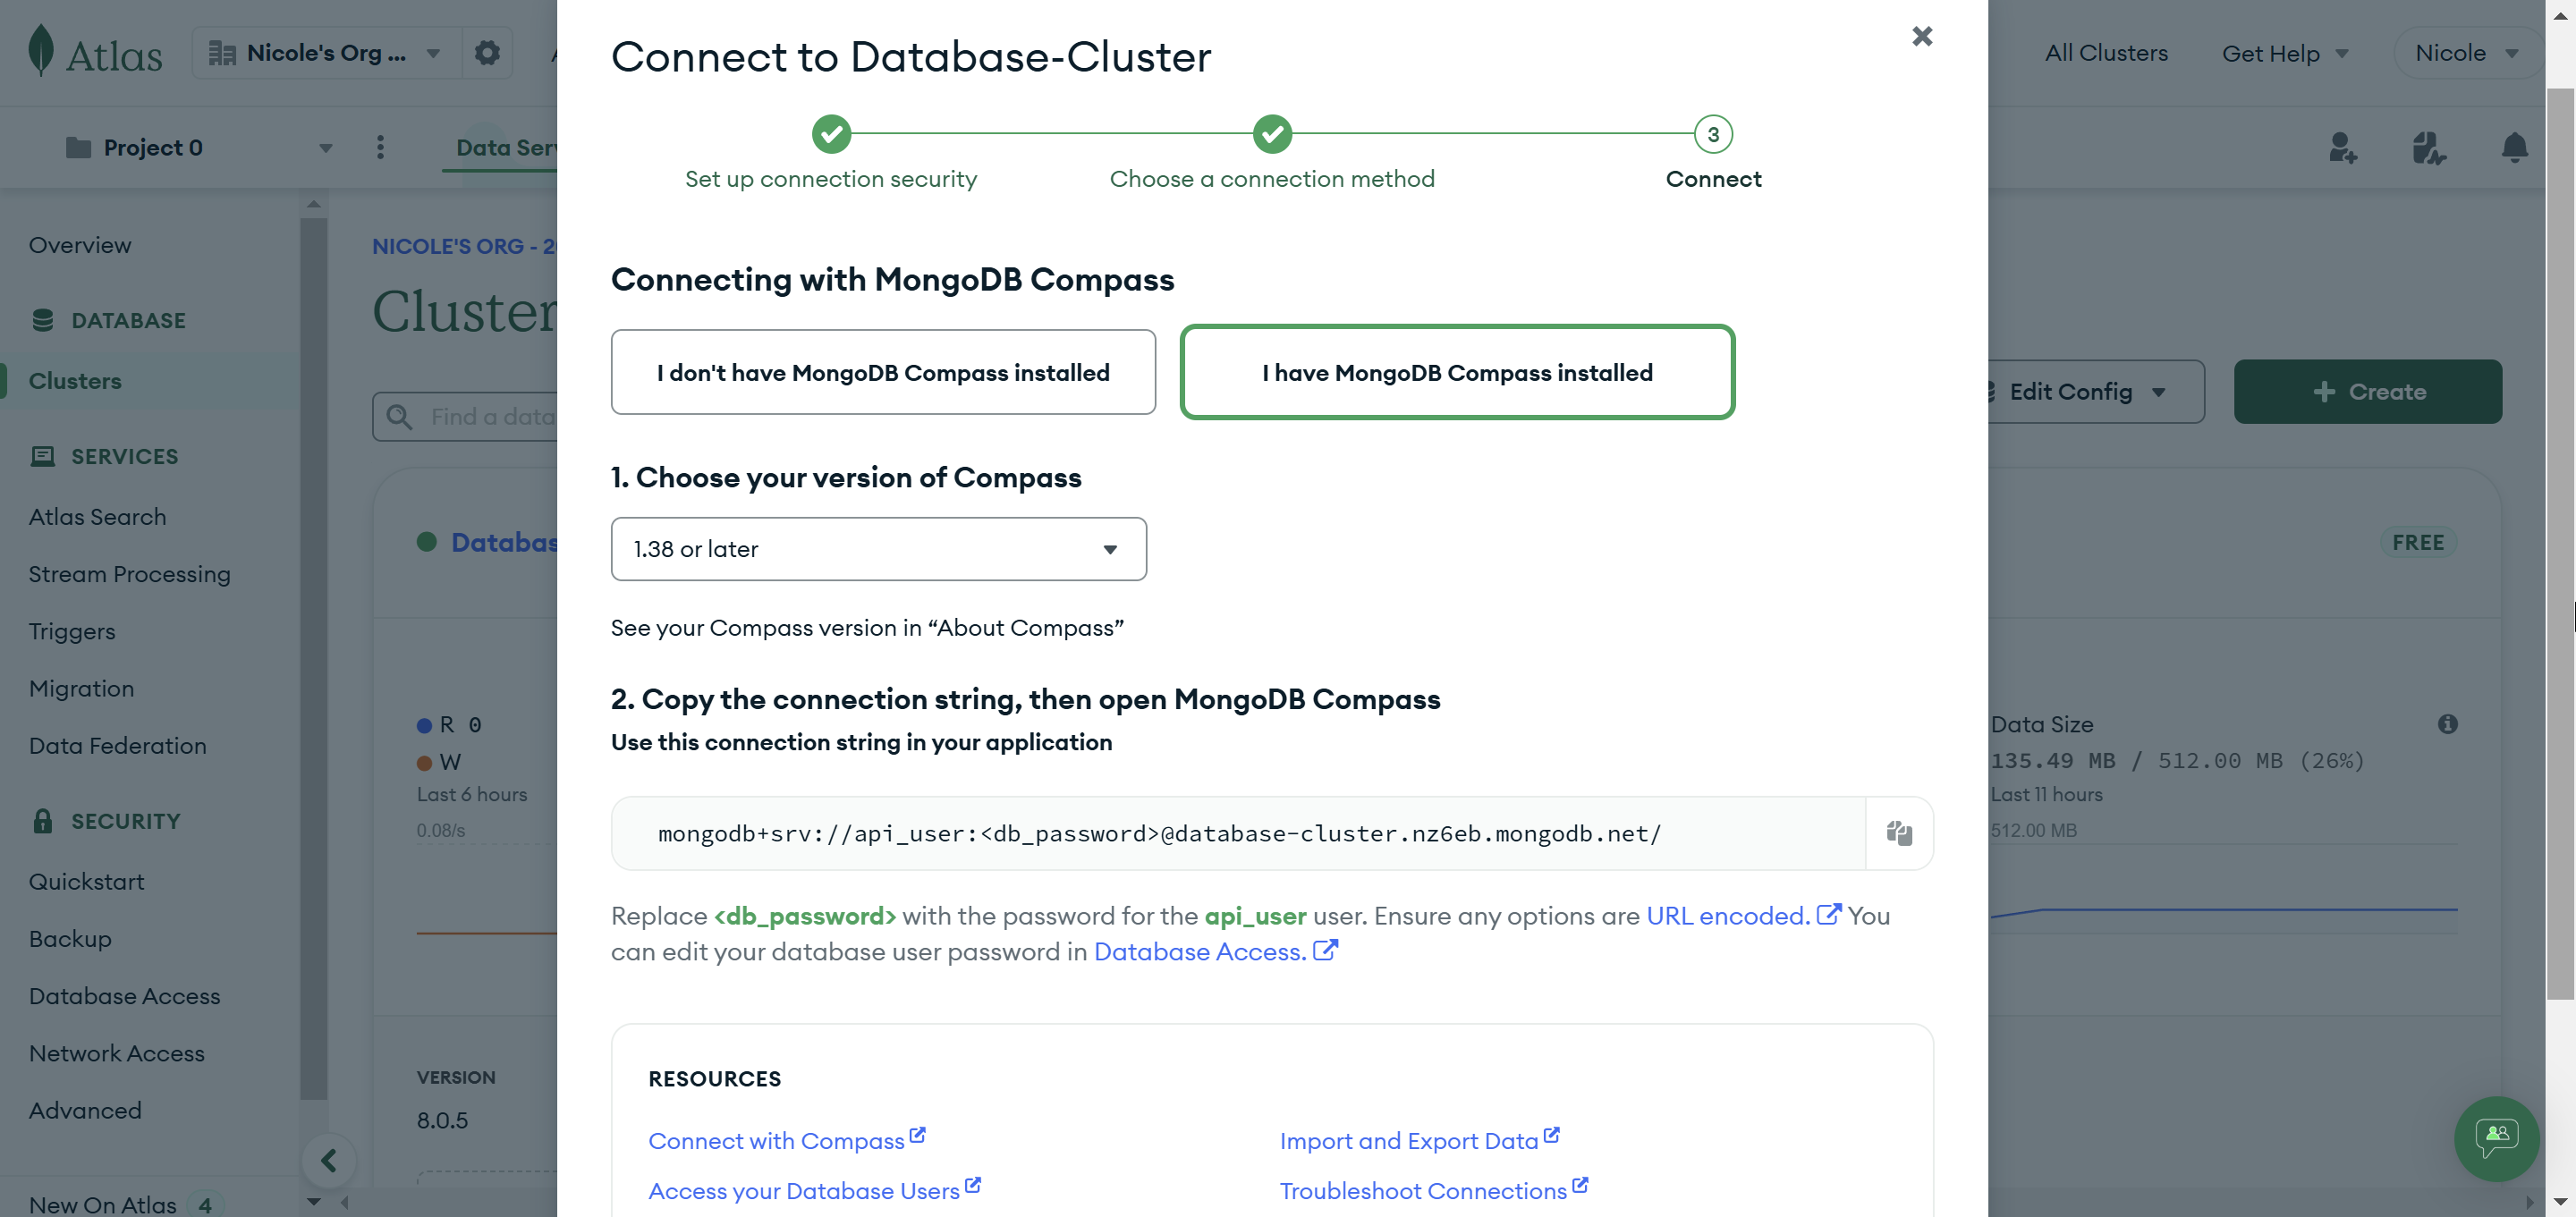 Atlas
Nicole's Org ...
All Clusters
Get Help
Nicole
Project 0
Data Serv
Overview
DATABASE
Clusters
SERVICES
Atlas Search
Stream Processing
Triggers
Migration
Data Federation
SECURITY
Quickstart
Backup
Database Access
Network Access
Advanced
New On Atlas 4
NICOLE'S ORG - 2
Cluster
Find a data
Databas
R 0
W
Last 6 hours
0.08/s
VERSION
8.0.5
Connect to Database-Cluster
Set up connection security
Choose a connection method
3
Connect
Connecting with MongoDB Compass
I don't have MongoDB Compass installed
I have MongoDB Compass installed
1. Choose your version of Compass
1.38 or later
See your Compass version in “About Compass”
2. Copy the connection string, then open MongoDB Compass
Use this connection string in your application
mongodb+srv://api_user:<db_password>@database-cluster.nz6eb.mongodb.net/
Replace <db_password> with the password for the api_user user. Ensure any options are URL encoded. You
can edit your database user password in Database Access.
RESOURCES
Connect with Compass
Import and Export Data
Access your Database Users
Troubleshoot Connections
Edit Config
+ Create
FREE
Data Size
135.49 MB / 512.00 MB (26%)
Last 11 hours
512.00 MB